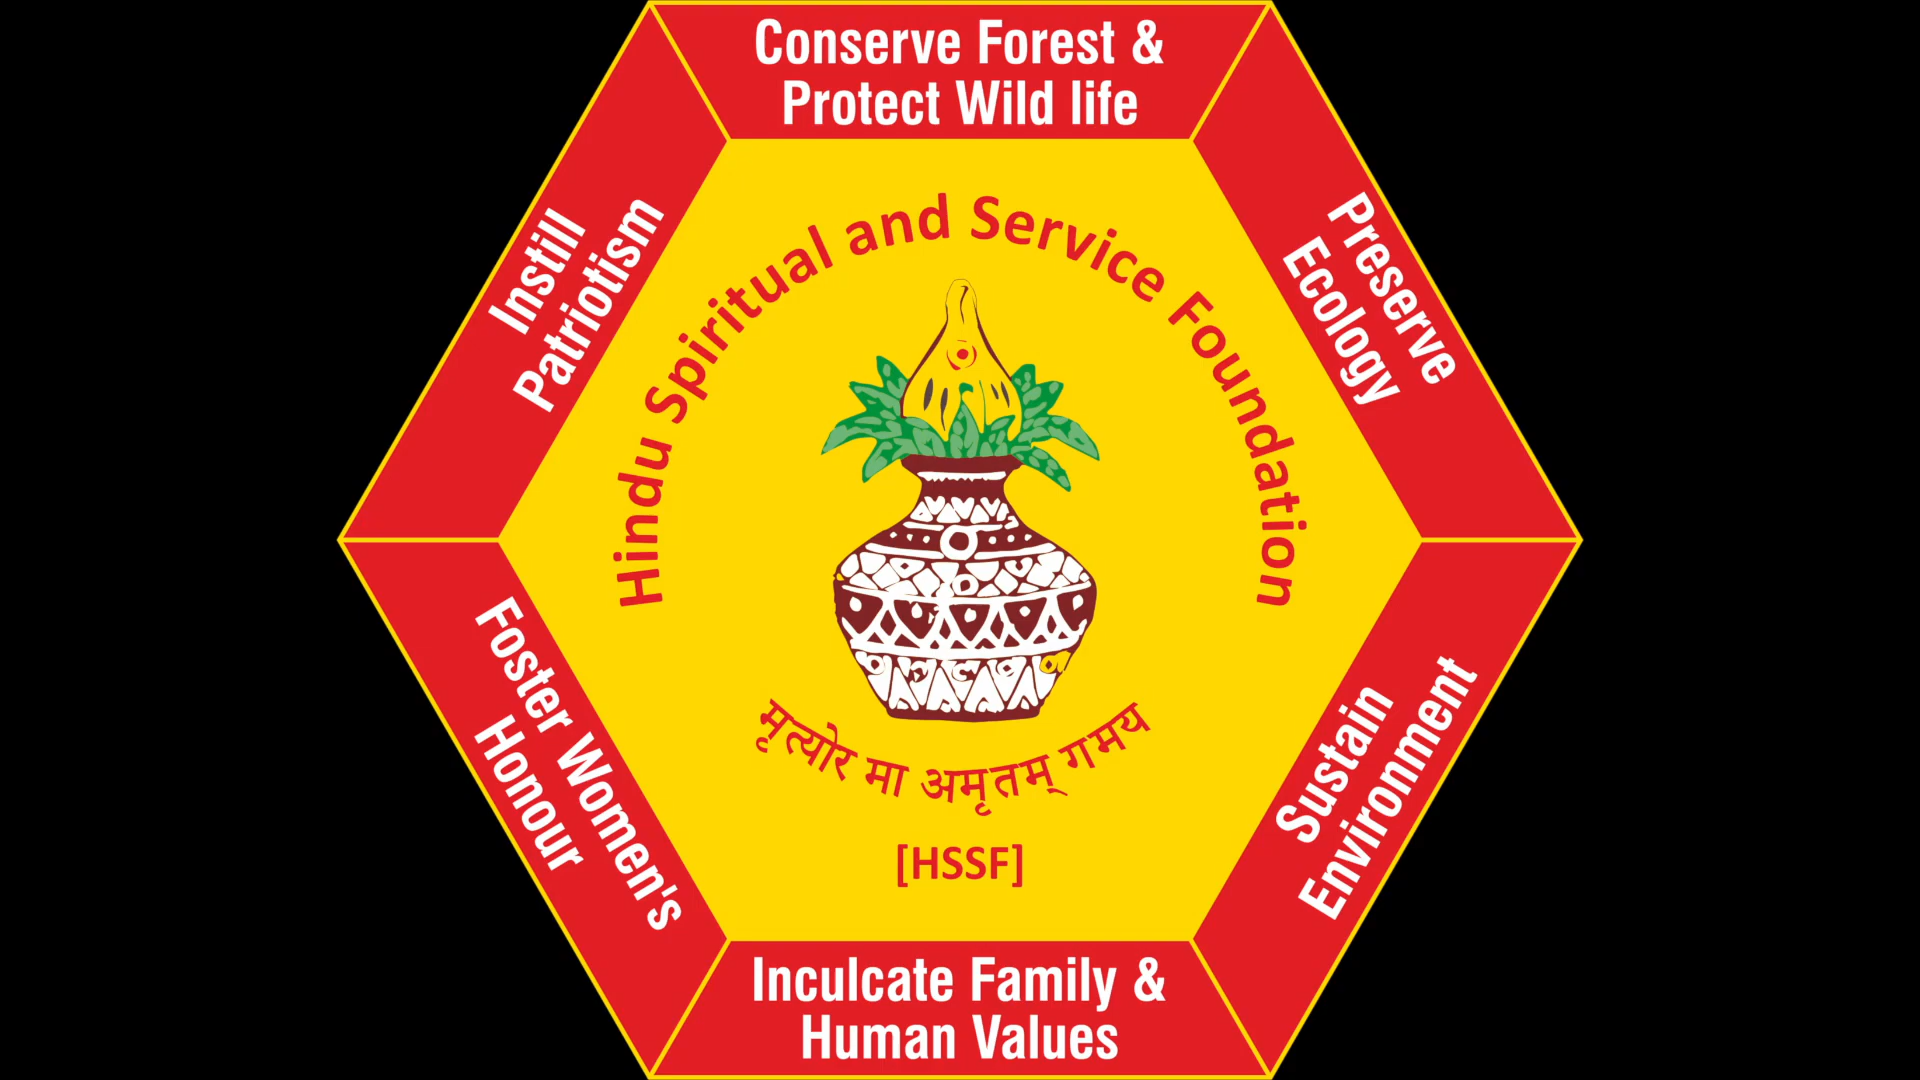 Conserve Forest &
Protect Wild life
Preserve
Ecology
Sustain
Environment
Inculcate Family &
Human Values
Foster Women's
Honour
Instill
Patriotism
Hindu Spiritual and Service Foundation
मृत्योर मा अमृतम् गमय
[HSSF]